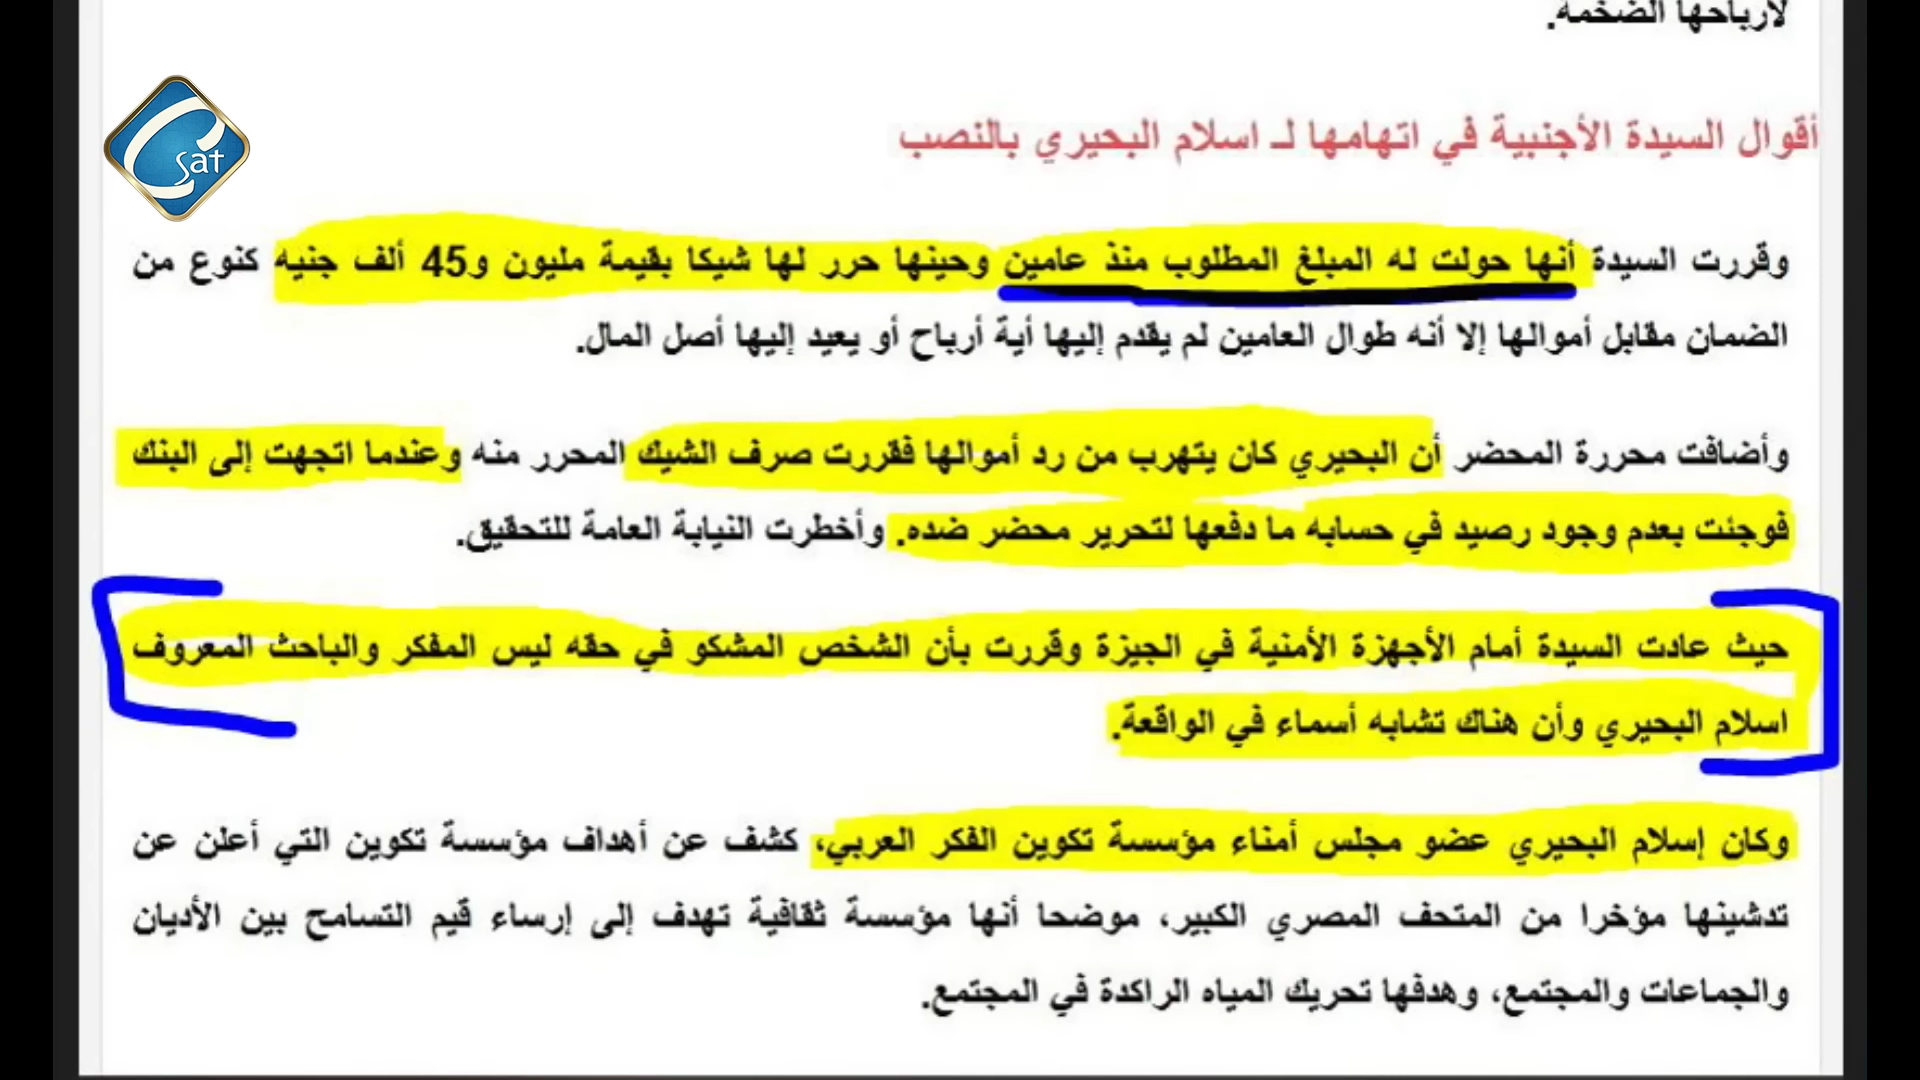 لأرباحها الضخمة.
C sat
أقوال السيدة الأجنبية في اتهامها لـ اسلام البحيري بالنصب
وقررت السيدة أنها حولت له المبلغ المطلوب منذ عامين وحينها حرر لها شيكا بقيمة مليون و45 ألف جنيه كنوع من
الضمان مقابل أموالها إلا أنه طوال العامين لم يقدم إليها أية أرباح أو يعيد إليها أصل المال.
وأضافت محررة المحضر أن البحيري كان يتهرب من رد أموالها فقررت صرف الشيك المحرر منه وعندما اتجهت إلى البنك
فوجئت بعدم وجود رصيد في حسابه ما دفعها لتحرير محضر ضده. وأخطرت النيابة العامة للتحقيق.
حيث عادت السيدة أمام الأجهزة الأمنية في الجيزة وقررت بأن الشخص المشكو في حقه ليس المفكر والباحث المعروف
اسلام البحيري وأن هناك تشابه أسماء في الواقعة.
وكان إسلام البحيري عضو مجلس أمناء مؤسسة تكوين الفكر العربي، كشف عن أهداف مؤسسة تكوين التي أعلن عن
تدشينها مؤخرا من المتحف المصري الكبير، موضحا أنها مؤسسة ثقافية تهدف إلى إرساء قيم التسامح بين الأديان
والجماعات والمجتمع، وهدفها تحريك المياه الراكدة في المجتمع.